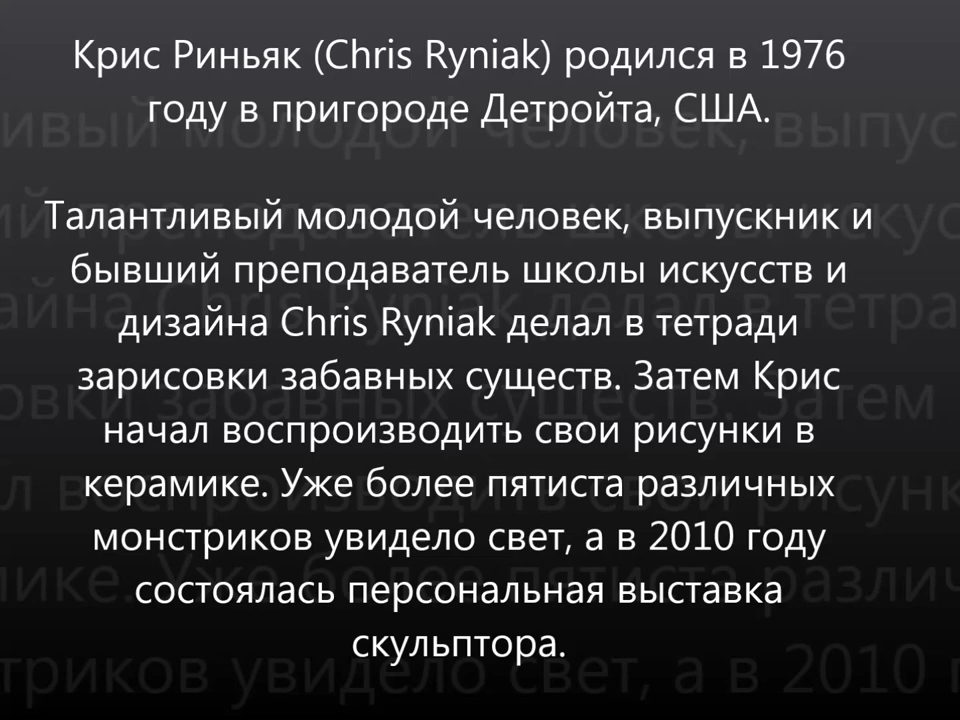 Крис Риньяк (Chris Ryniak) родился в 1976
году в пригороде Детройта, США.
Талантливый молодой человек, выпускник и
бывший преподаватель школы искусств и
дизайна Chris Ryniak делал в тетради
зарисовки забавных существ. Затем Крис
начал воспроизводить свои рисунки в
керамике. Уже более пятиста различных
монстриков увидело свет, а в 2010 году
состоялась персональная выставка
скульптора.